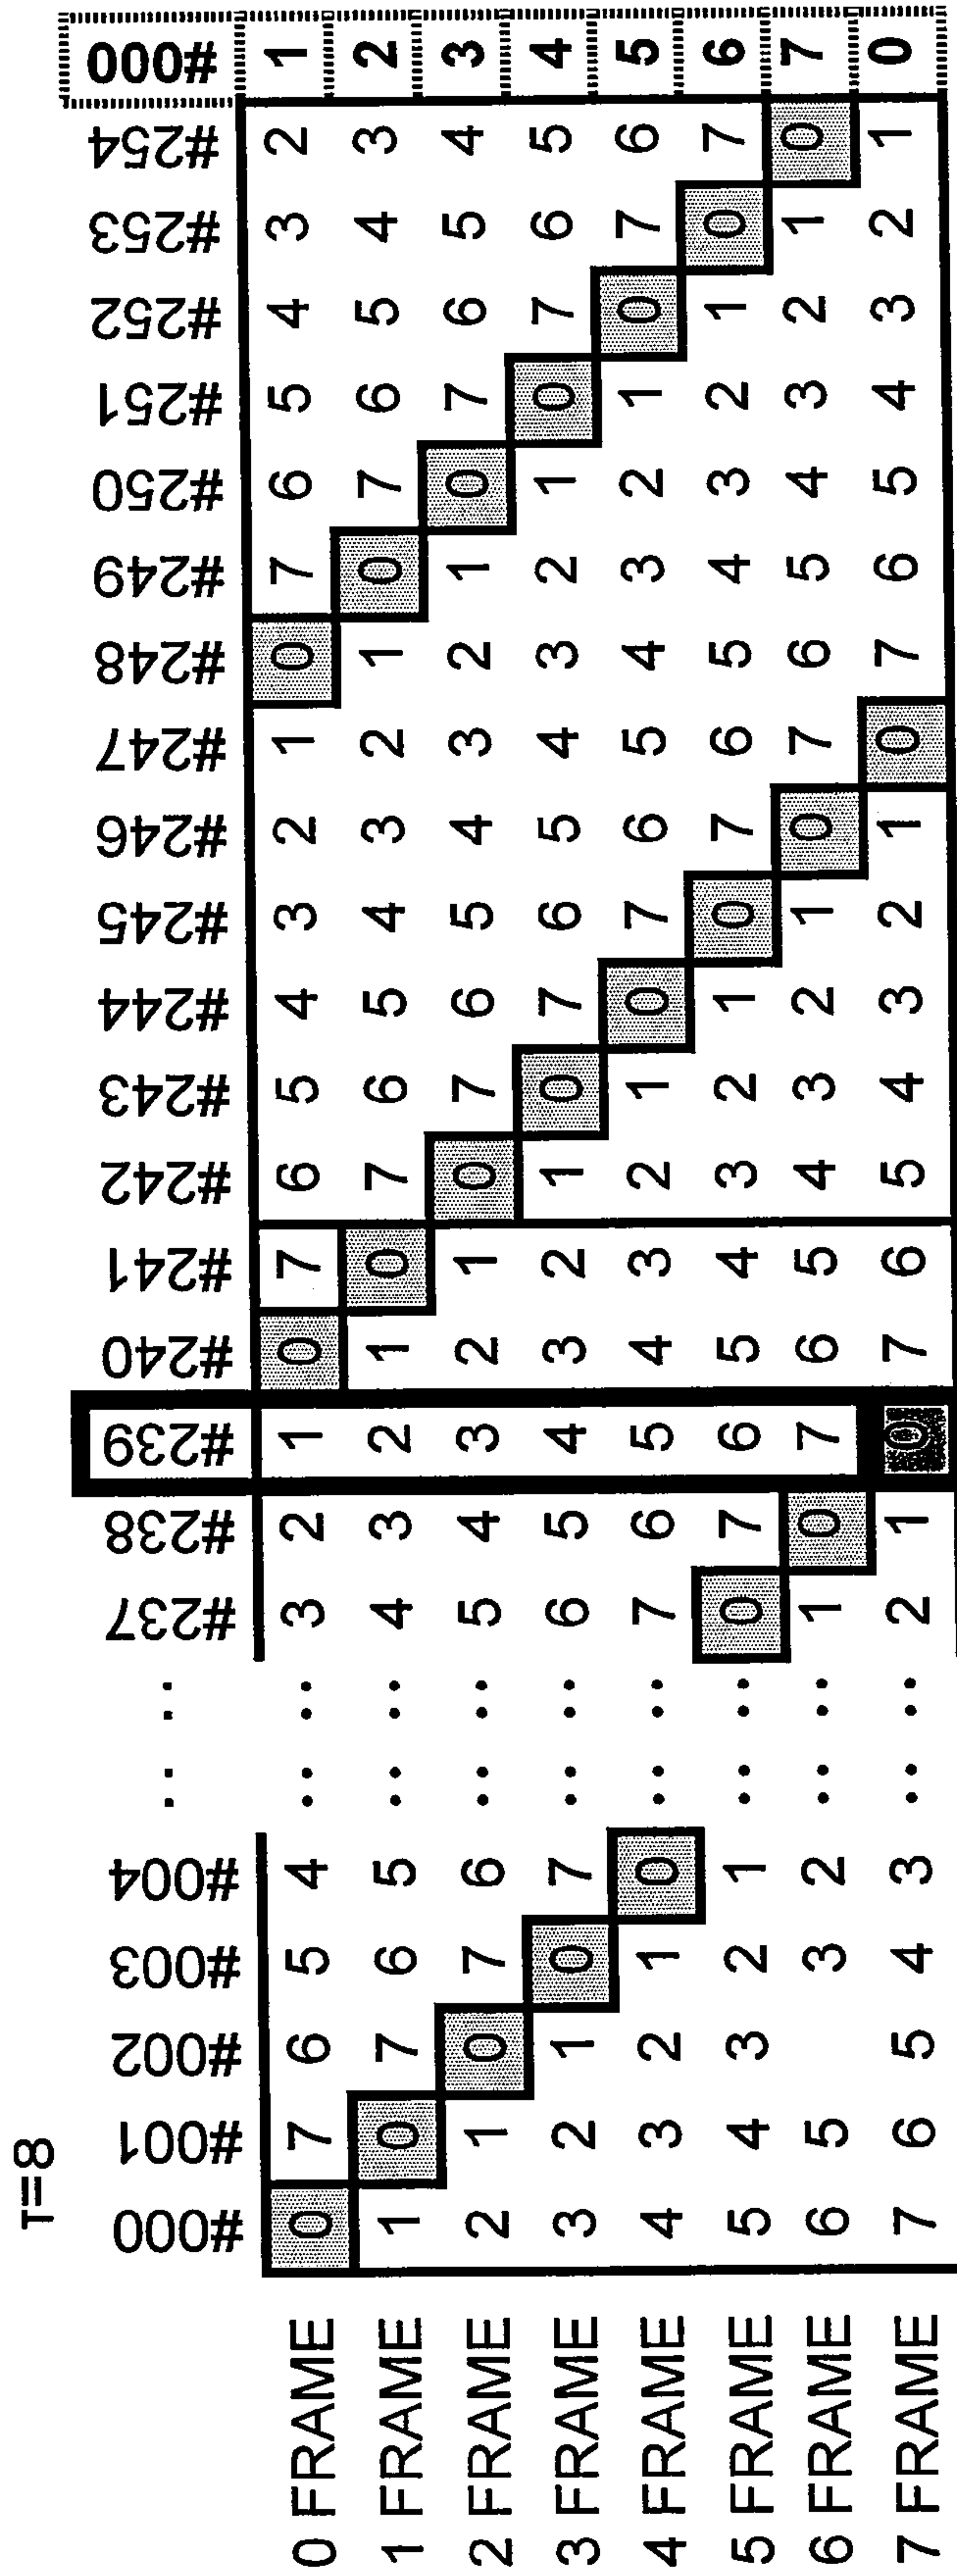 τ=8
#000 #001 #002 #003 #004 : : #237 #238 #239 #240 #241 #242 #243 #244 #245 #246 #247 #248 #249 #250 #251 #252 #253 #254 #000
0 FRAME 0 7 6 5 4 : : 3 2 1 0 7 6 5 4 3 2 1 0 7 6 5 4 3 2 1
1 FRAME 1 0 7 6 5 : : 4 3 2 1 0 7 6 5 4 3 2 1 0 7 6 5 4 3 2
2 FRAME 2 1 0 7 6 : : 5 4 3 2 1 0 7 6 5 4 3 2 1 0 7 6 5 4 3
3 FRAME 3 2 1 0 7 : : 6 5 4 3 2 1 0 7 6 5 4 3 2 1 0 7 6 5 4
4 FRAME 4 3 2 1 0 : : 7 6 5 4 3 2 1 0 7 6 5 4 3 2 1 0 7 6 5
5 FRAME 5 4 3 2 1 : : 0 7 6 5 4 3 2 1 0 7 6 5 4 3 2 1 0 7 6
6 FRAME 6 5 3 2 : : 1 0 7 6 5 4 3 2 1 0 7 6 5 4 3 2 1 0 7
7 FRAME 7 6 5 4 3 : : 2 1 0 7 6 5 4 3 2 1 0 7 6 5 4 3 2 1 0